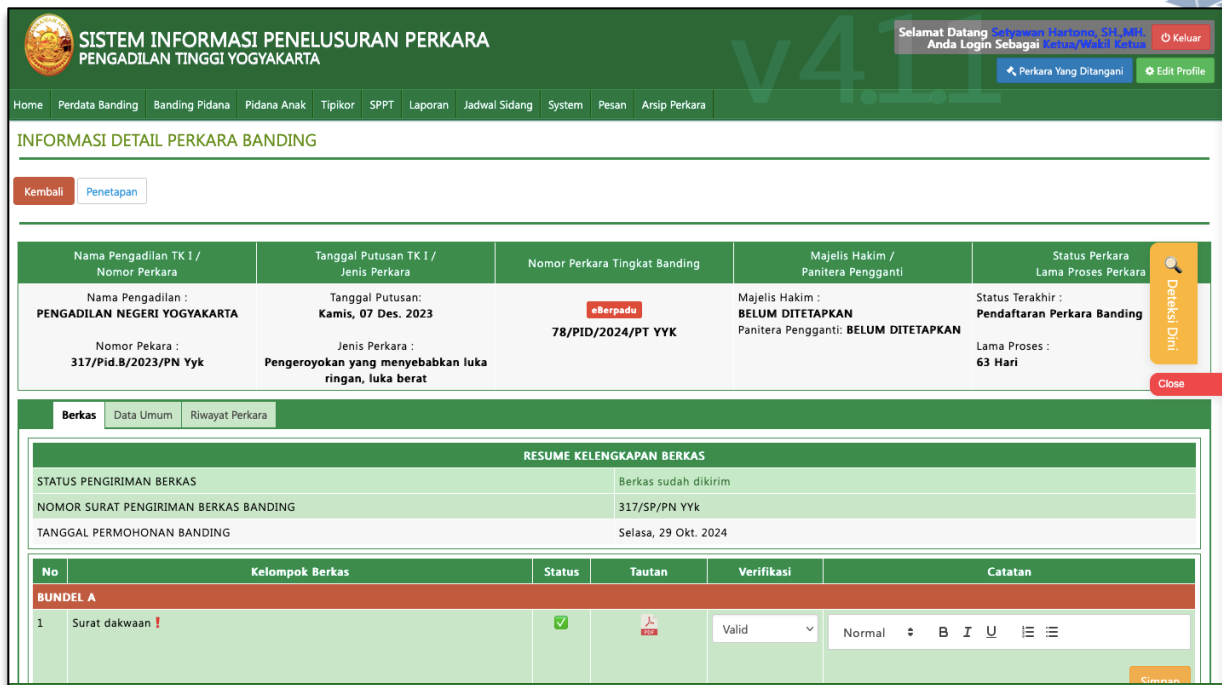 SISTEM INFORMASI PENELUSURAN PERKARA
PENGADILAN TINGGI YOGYAKARTA
v4.1.1
Selamat Datang Setyawan Hartono, SH.,MH.
Anda Login Sebagai Ketua/Wakil Ketua
Keluar
Perkara Yang Ditangani
Edit Profile
Home Perdata Banding Banding Pidana Pidana Anak Tipikor SPPT Laporan Jadwal Sidang System Pesan Arsip Perkara
INFORMASI DETAIL PERKARA BANDING
Kembali
Penetapan
Nama Pengadilan TK I /
Nomor Perkara
Tanggal Putusan TK I /
Jenis Perkara
Nomor Perkara Tingkat Banding
Majelis Hakim /
Panitera Pengganti
Status Perkara
Lama Proses Perkara
Nama Pengadilan :
PENGADILAN NEGERI YOGYAKARTA
Nomor Pekara :
317/Pid.B/2023/PN Yyk
Tanggal Putusan:
Kamis, 07 Des. 2023
Jenis Perkara :
Pengeroyokan yang menyebabkan luka
ringan, luka berat
eBerpadu
78/PID/2024/PT YYK
Majelis Hakim :
BELUM DITETAPKAN
Panitera Pengganti: BELUM DITETAPKAN
Status Terakhir :
Pendaftaran Perkara Banding
Lama Proses :
63 Hari
Deteksi Dini
Close
Berkas Data Umum Riwayat Perkara
RESUME KELENGKAPAN BERKAS
STATUS PENGIRIMAN BERKAS Berkas sudah dikirim
NOMOR SURAT PENGIRIMAN BERKAS BANDING 317/SP/PN YYk
TANGGAL PERMOHONAN BANDING Selasa, 29 Okt. 2024
No Kelompok Berkas Status Tautan Verifikasi Catatan
BUNDEL A
1 Surat dakwaan ❗ ✅ PDF Valid Normal B I U
Simpan